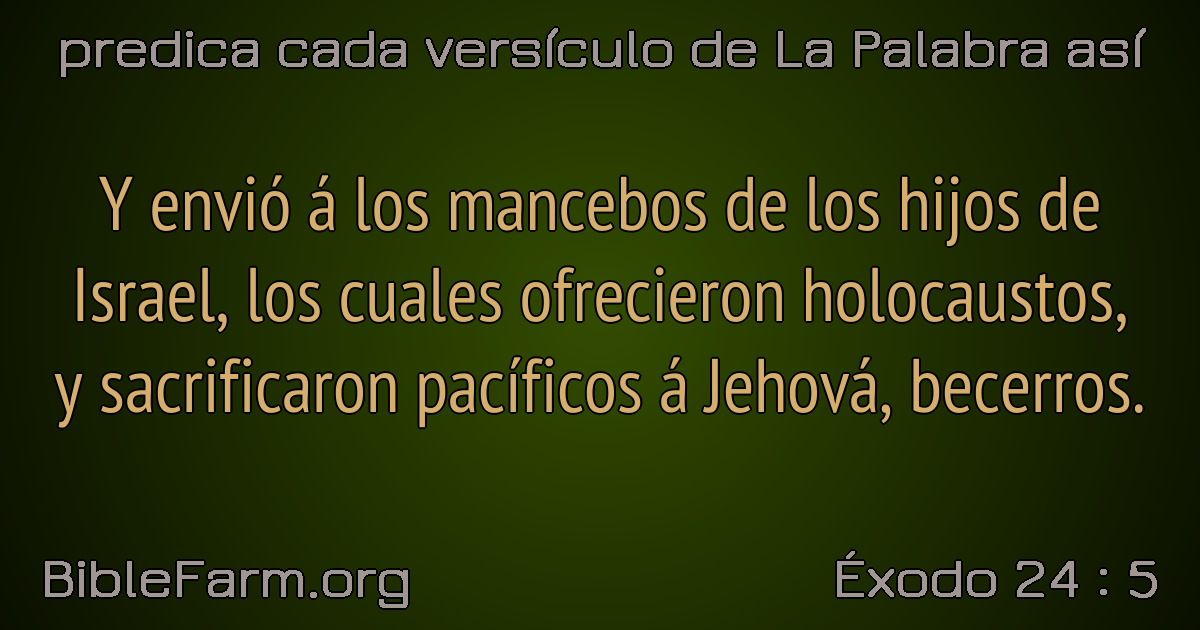 predica cada versículo de La Palabra así
Y envió á los mancebos de los hijos de
Israel, los cuales ofrecieron holocaustos,
y sacrificaron pacíficos á Jehová, becerros.
BibleFarm.org
Éxodo 24 : 5